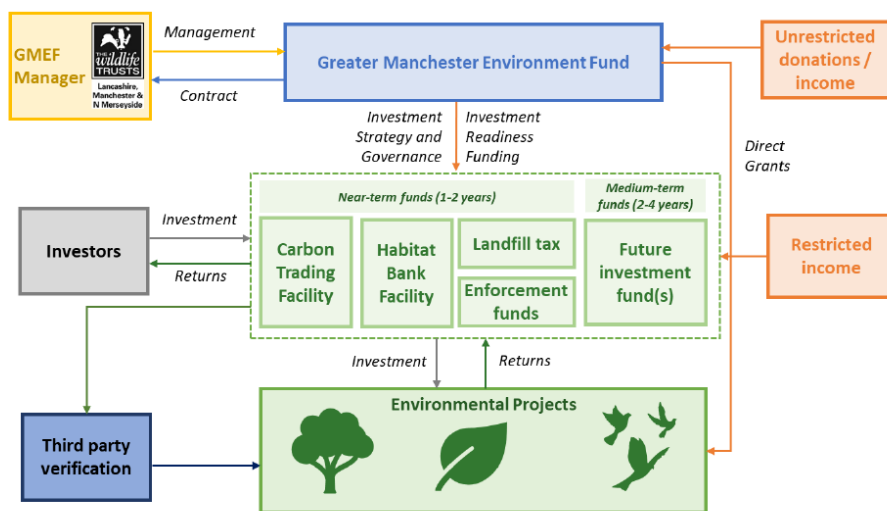 GMEF
Manager
THE
wildlife
TRUSTS
Lancashire,
Manchester &
N Merseyside
Management
Contract
Greater Manchester Environment Fund
Unrestricted
donations /
income
Investment
Strategy and
Governance
Investment
Readiness
Funding
Direct
Grants
Near-term funds (1-2 years)
Medium-term
funds (2-4 years)
Investors
Investment
Returns
Carbon
Trading
Facility
Habitat
Bank
Facility
Landfill tax
Enforcement
funds
Future
investment
fund(s)
Restricted
income
Investment
Returns
Environmental Projects
Third party
verification